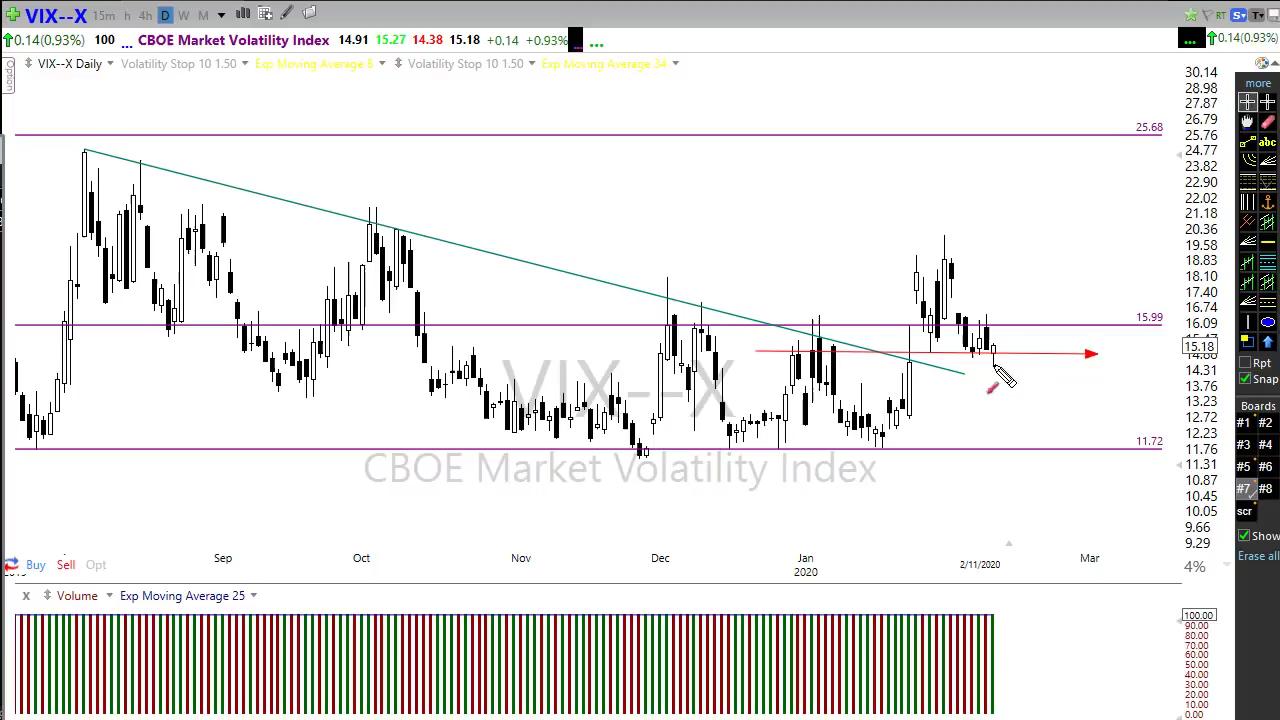 VIX--X 15m h 4h D W M RT S T
0.14(0.93%) 100 ... CBOE Market Volatility Index 14.91 15.27 14.38 15.18 +0.14 +0.93% ... ... 0.14(0.93%)
Option
VIX--X Daily Volatility Stop 10 1.50 Exp Moving Average 8 Volatility Stop 10 1.50 Exp Moving Average 34
30.14
28.98
27.87
26.79
25.68 25.76
24.77
23.82
22.90
22.02
21.18
20.36
19.58
18.83
18.10
17.40
16.74
15.99 16.09
15.18
14.31
13.76
13.23
12.72
12.23
11.72 11.76
11.31
10.87
10.45
10.05
9.66
9.29
4%
VIX--X
CBOE Market Volatility Index
Sep Oct Nov Dec Jan 2/11/2020 Mar
2020
Buy Sell Opt
X Volume Exp Moving Average 25
100.00
90.00
80.00
70.00
60.00
50.00
40.00
30.00
20.00
10.00
0.00
more
abc
Rpt
Snap
Boards
#1 #2
#3 #4
#5 #6
#7 #8
scr
Show
Erase all